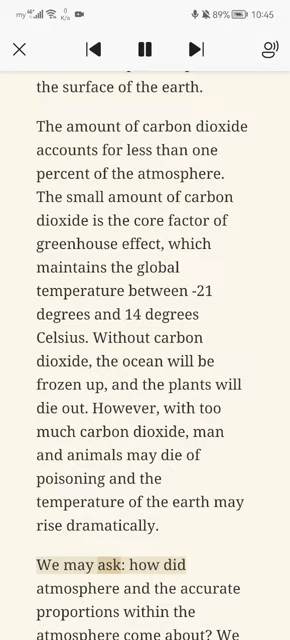 my 4G 0 K/s 89% 10:45
the surface of the earth.
The amount of carbon dioxide
accounts for less than one
percent of the atmosphere.
The small amount of carbon
dioxide is the core factor of
greenhouse effect, which
maintains the global
temperature between -21
degrees and 14 degrees
Celsius. Without carbon
dioxide, the ocean will be
frozen up, and the plants will
die out. However, with too
much carbon dioxide, man
and animals may die of
poisoning and the
temperature of the earth may
rise dramatically.
We may ask: how did
atmosphere and the accurate
proportions within the
atmosphere come about? We